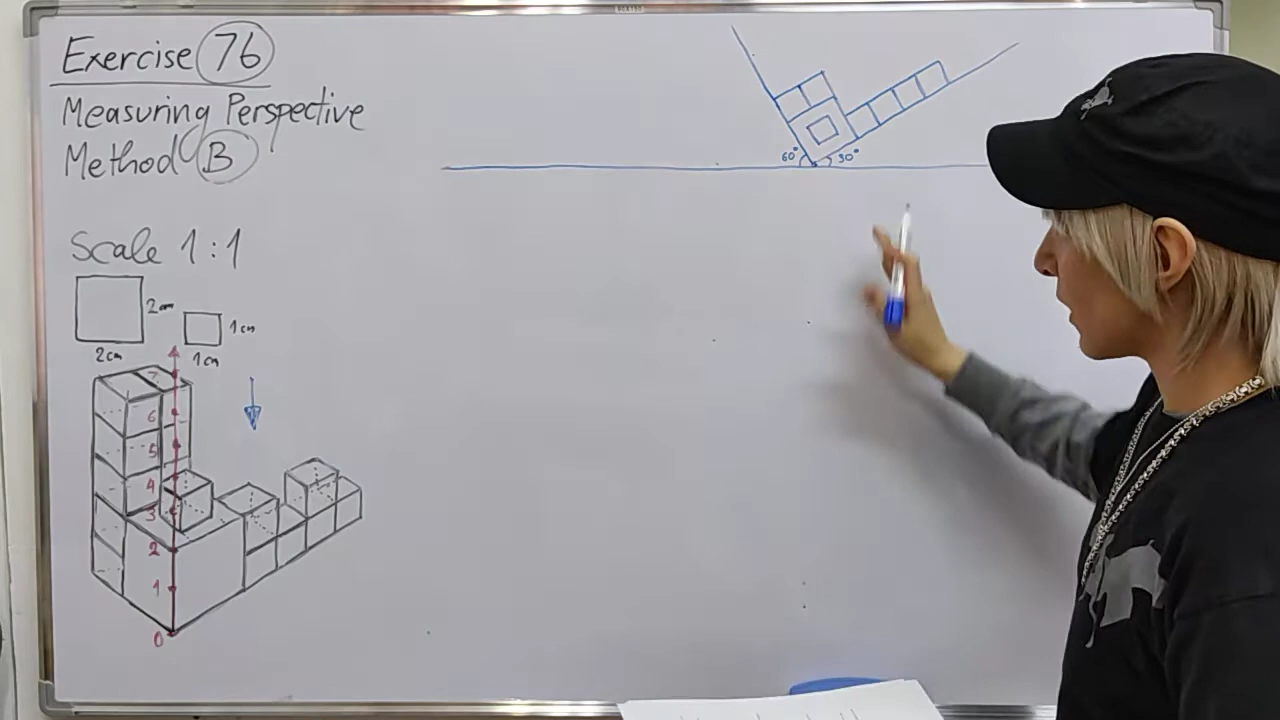 Exercise 76
Measuring Perspective
Method B
Scale 1:1
2cm
1cm
2cm
1cm
7
6
5
4
3
2
1
0
60°
30°